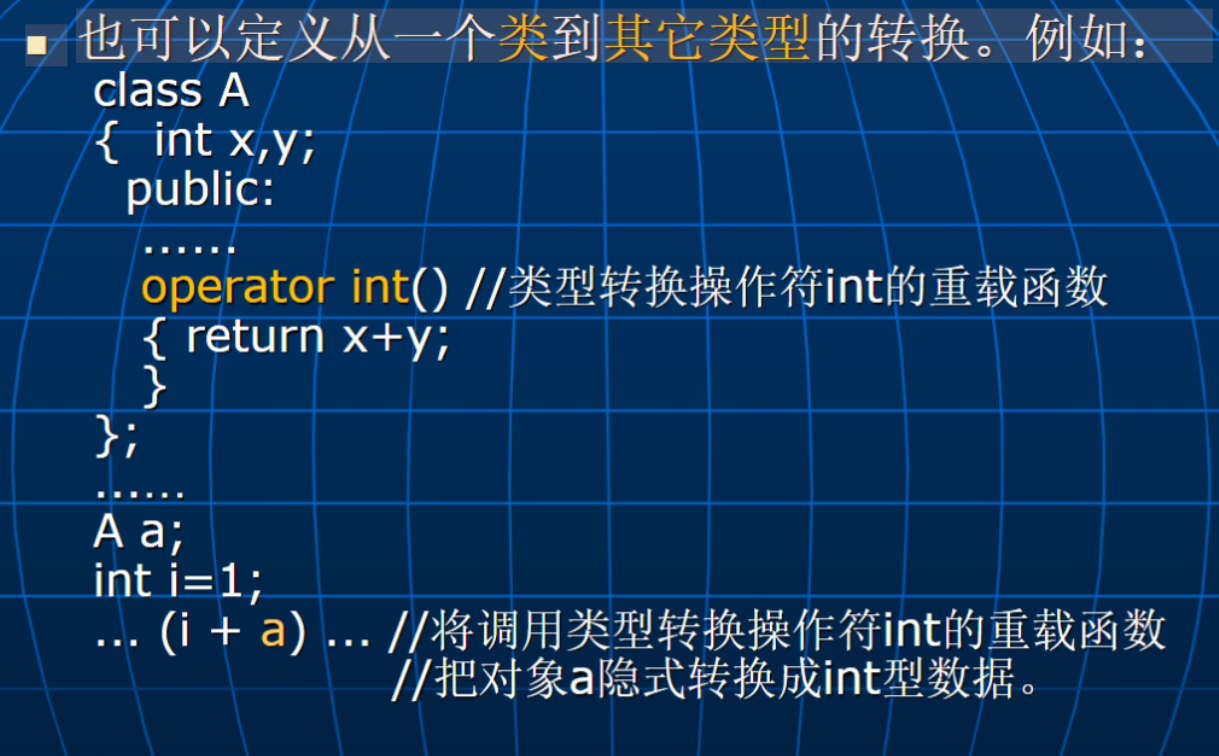 也可以定义从一个类到其它类型的转换。例如：
class A
{ int x,y;
public:
......
operator int() //类型转换操作符int的重载函数
{ return x+y;
}
};
......
A a;
int i=1;
... (i + a) ... //将调用类型转换操作符int的重载函数
//把对象a隐式转换成int型数据。